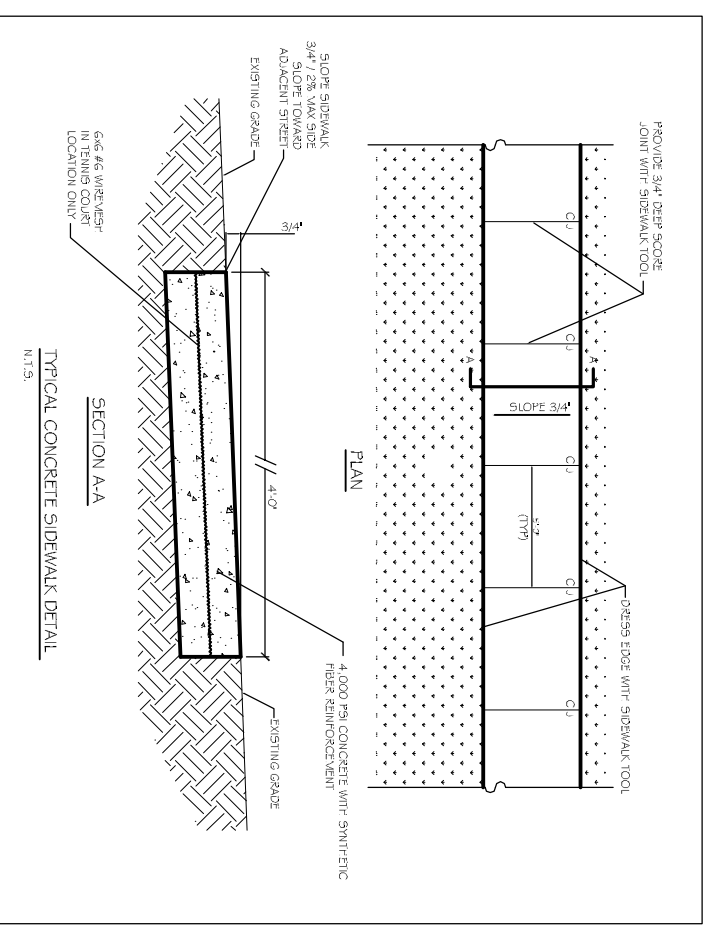 PROVIDE 3/4" DEEP SCORE
JOINT WITH SIDEWALK TOOL
DRESS EDGE WITH SIDEWALK TOOL
CJ
CJ
CJ
CJ
CJ
A
A
SLOPE 3/4"
(TYP)
PLAN
SLOPE SIDEWALK
3/4" / 2% MAX SIDE
SLOPE TOWARD
ADJACENT STREET
EXISTING GRADE
3/4"
4'-0"
4,000 PSI CONCRETE WITH SYNTHETIC
FIBER REINFORCEMENT
EXISTING GRADE
6x6 #6 WIREMESH
IN TENNIS COURT
LOCATION ONLY
SECTION A-A
TYPICAL CONCRETE SIDEWALK DETAIL
N.T.S.